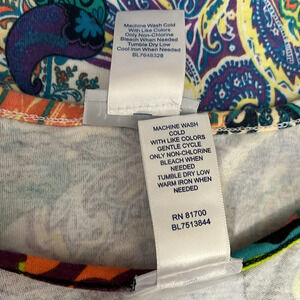 Machine Wash Cold
With Like Colors
Only Non-Chlorine
Bleach When Needed
Tumble Dry Low
Cool Iron When Needed
BL7648328
MACHINE WASH
COLD
WITH LIKE COLORS
GENTLE CYCLE
ONLY NON-CHLORINE
BLEACH WHEN
NEEDED
TUMBLE DRY LOW
WARM IRON WHEN
NEEDED
RN 81700
BL7513844